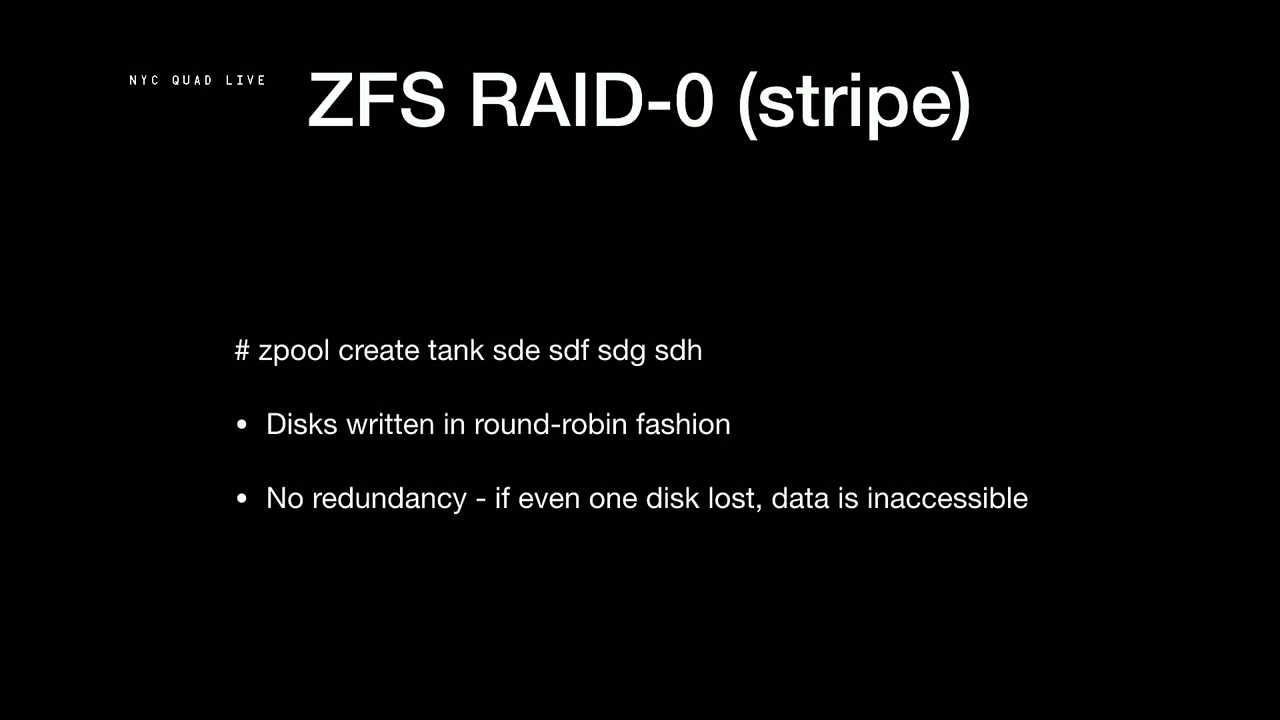 NYC QUAD LIVE
ZFS RAID-0 (stripe)
# zpool create tank sde sdf sdg sdh
• Disks written in round-robin fashion
• No redundancy - if even one disk lost, data is inaccessible